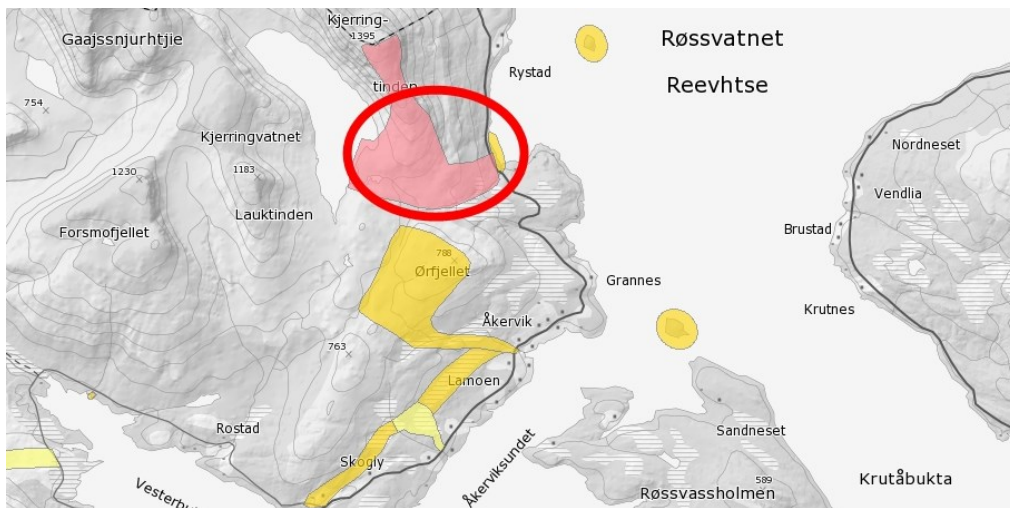 Kjerring-
1395
tinden
Gaajssnjurhtjie
Røssvatnet
Rystad
Reevhtse
754
Kjerringvatnet
Nordneset
1230
1183
Vendlia
Lauktinden
Forsmofjellet
Brustad
788
Ørfjellet
Grannes
Krutnes
Åkervik
763
Lamoen
Rostad
Sandneset
Skogly
Åkerviksundet
589
Røssvassholmen
Krutåbukta